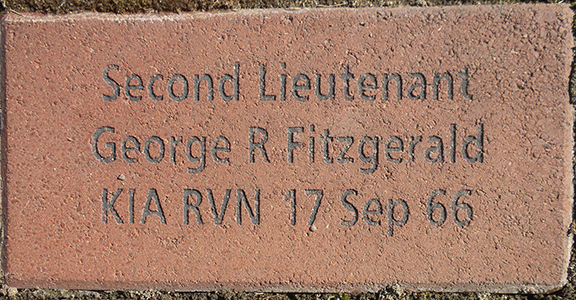 Second Lieutenant
George R Fitzgerald
KIA RVN 17 Sep 66